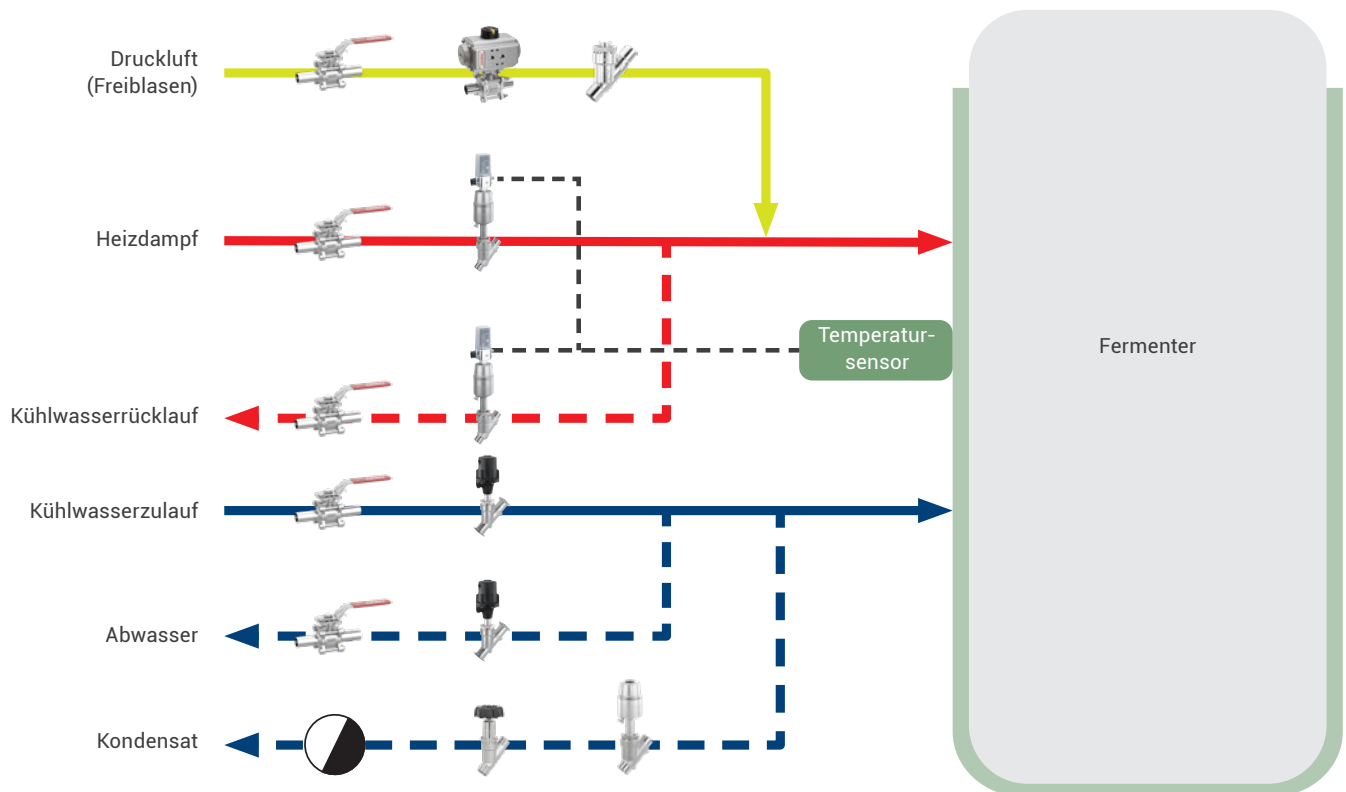 Druckluft
(Freiblasen)
Heizdampf
Temperatur-
sensor
Fermenter
Kühlwasserrücklauf
Kühlwasserzulauf
Abwasser
Kondensat